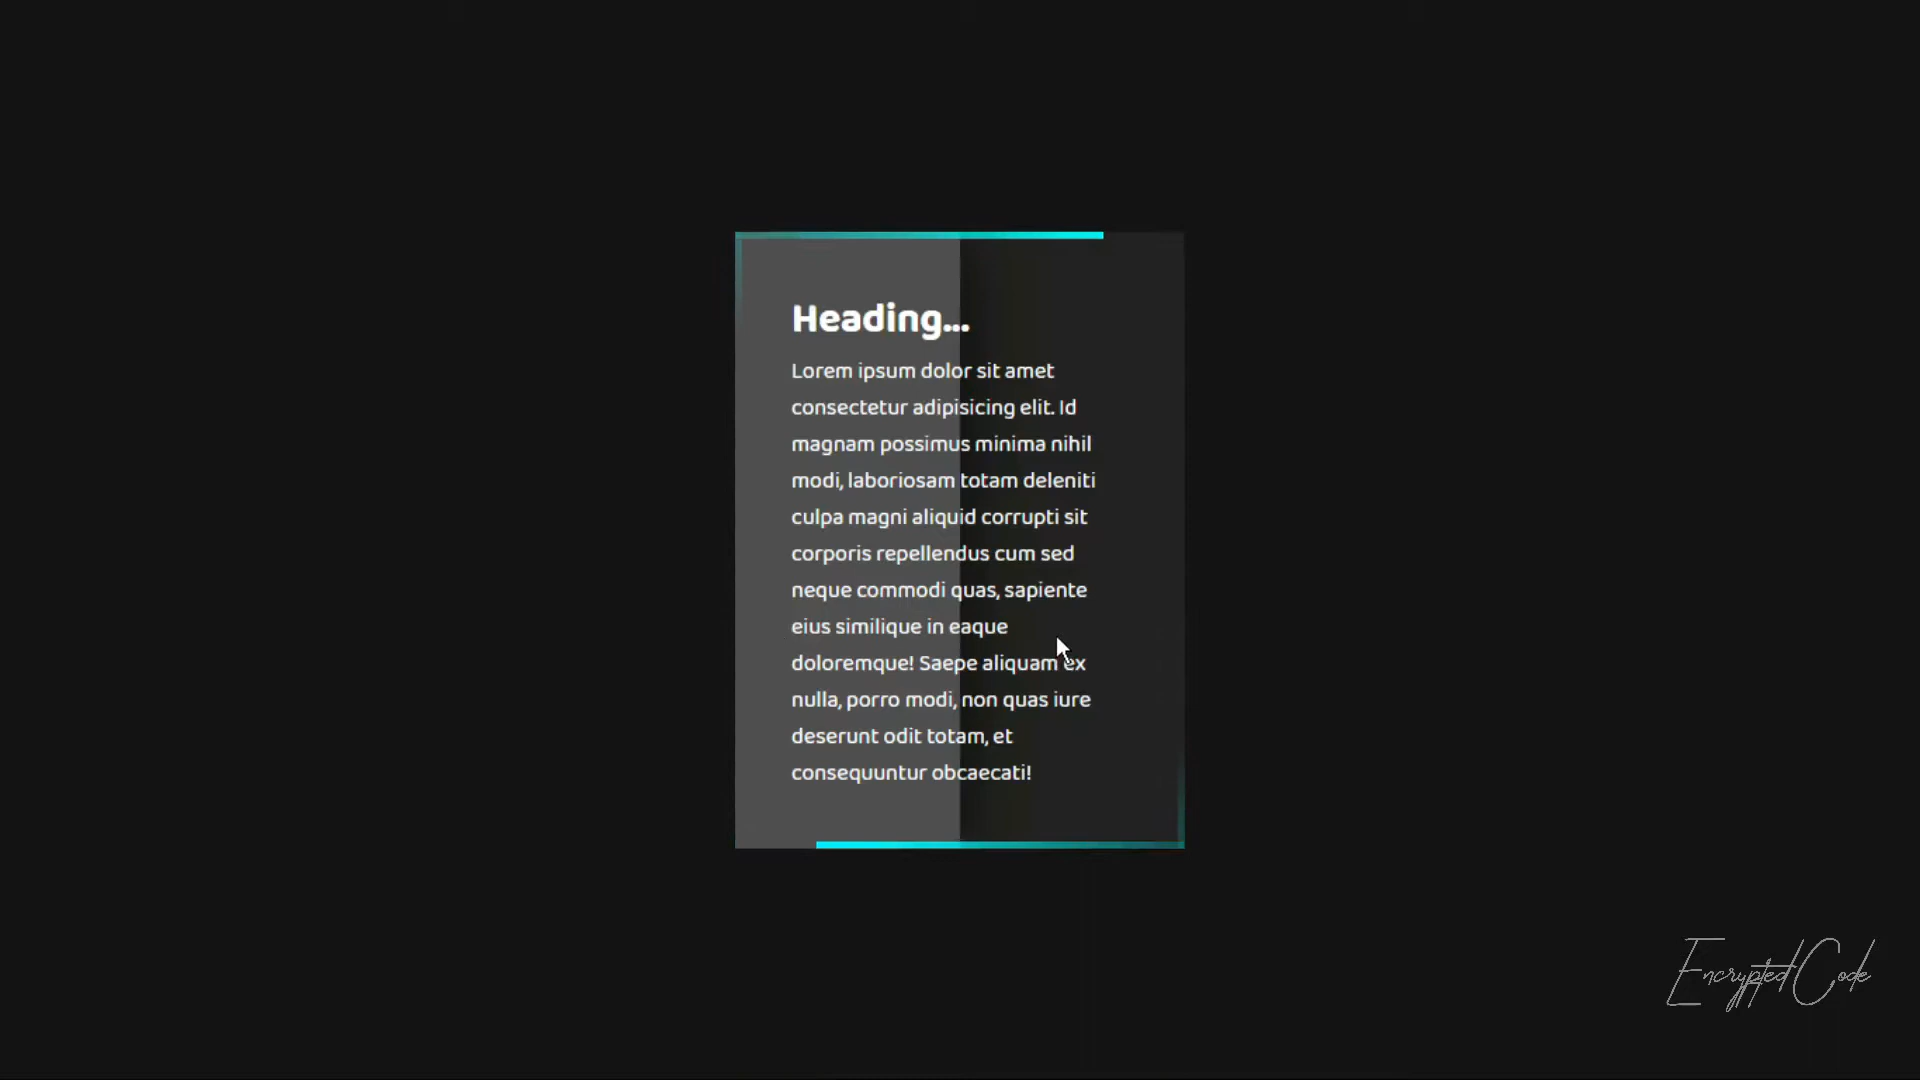 Heading...
Lorem ipsum dolor sit amet
consectetur adipisicing elit. Id
magnam possimus minima nihil
modi, laboriosam totam deleniti
culpa magni aliquid corrupti sit
corporis repellendus cum sed
neque commodi quas, sapiente
eius similique in eaque
doloremque! Saepe aliquam ex
nulla, porro modi, non quas iure
deserunt odit totam, et
consequuntur obcaecati!
Encrypted Code